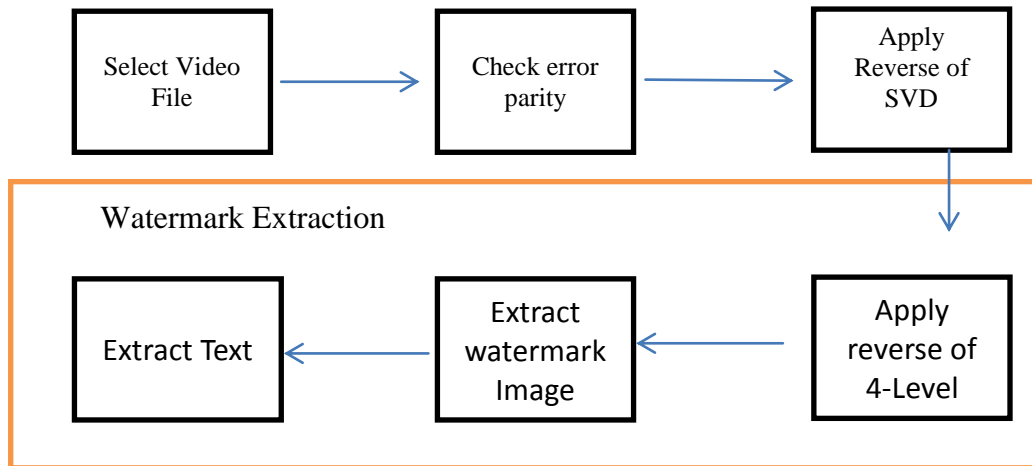 Select Video
File
Check error
parity
Apply
Reverse of
SVD
Watermark Extraction
Extract Text
Extract
watermark
Image
Apply
reverse of
4-Level